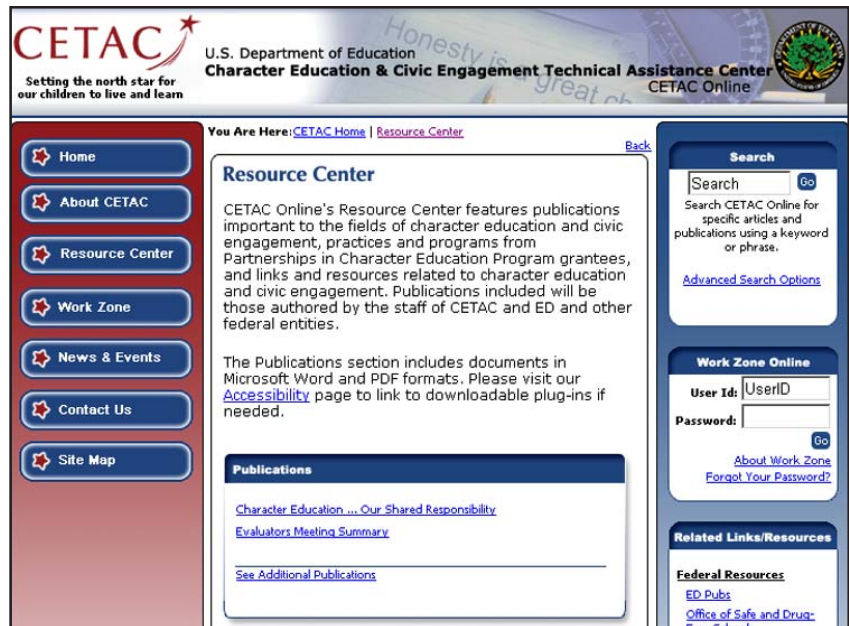 CETAC
Setting the north star for
our children to live and learn
Honesty is a great ch
U.S. Department of Education
Character Education & Civic Engagement Technical Assistance Center
CETAC Online
You Are Here:CETAC Home | Resource Center
Back
Home
About CETAC
Resource Center
Work Zone
News & Events
Contact Us
Site Map
Resource Center
CETAC Online's Resource Center features publications
important to the fields of character education and civic
engagement, practices and programs from
Partnerships in Character Education Program grantees,
and links and resources related to character education
and civic engagement. Publications included will be
those authored by the staff of CETAC and ED and other
federal entities.
The Publications section includes documents in
Microsoft Word and PDF formats. Please visit our
Accessibility page to link to downloadable plug-ins if
needed.
Publications
Character Education ... Our Shared Responsibility
Evaluators Meeting Summary
See Additional Publications
Search
Search Go
Search CETAC Online for
specific articles and
publications using a keyword
or phrase.
Advanced Search Options
Work Zone Online
User Id: UserID
Password:
Go
About Work Zone
Forgot Your Password?
Related Links/Resources
Federal Resources
ED Pubs
Office of Safe and Drug-